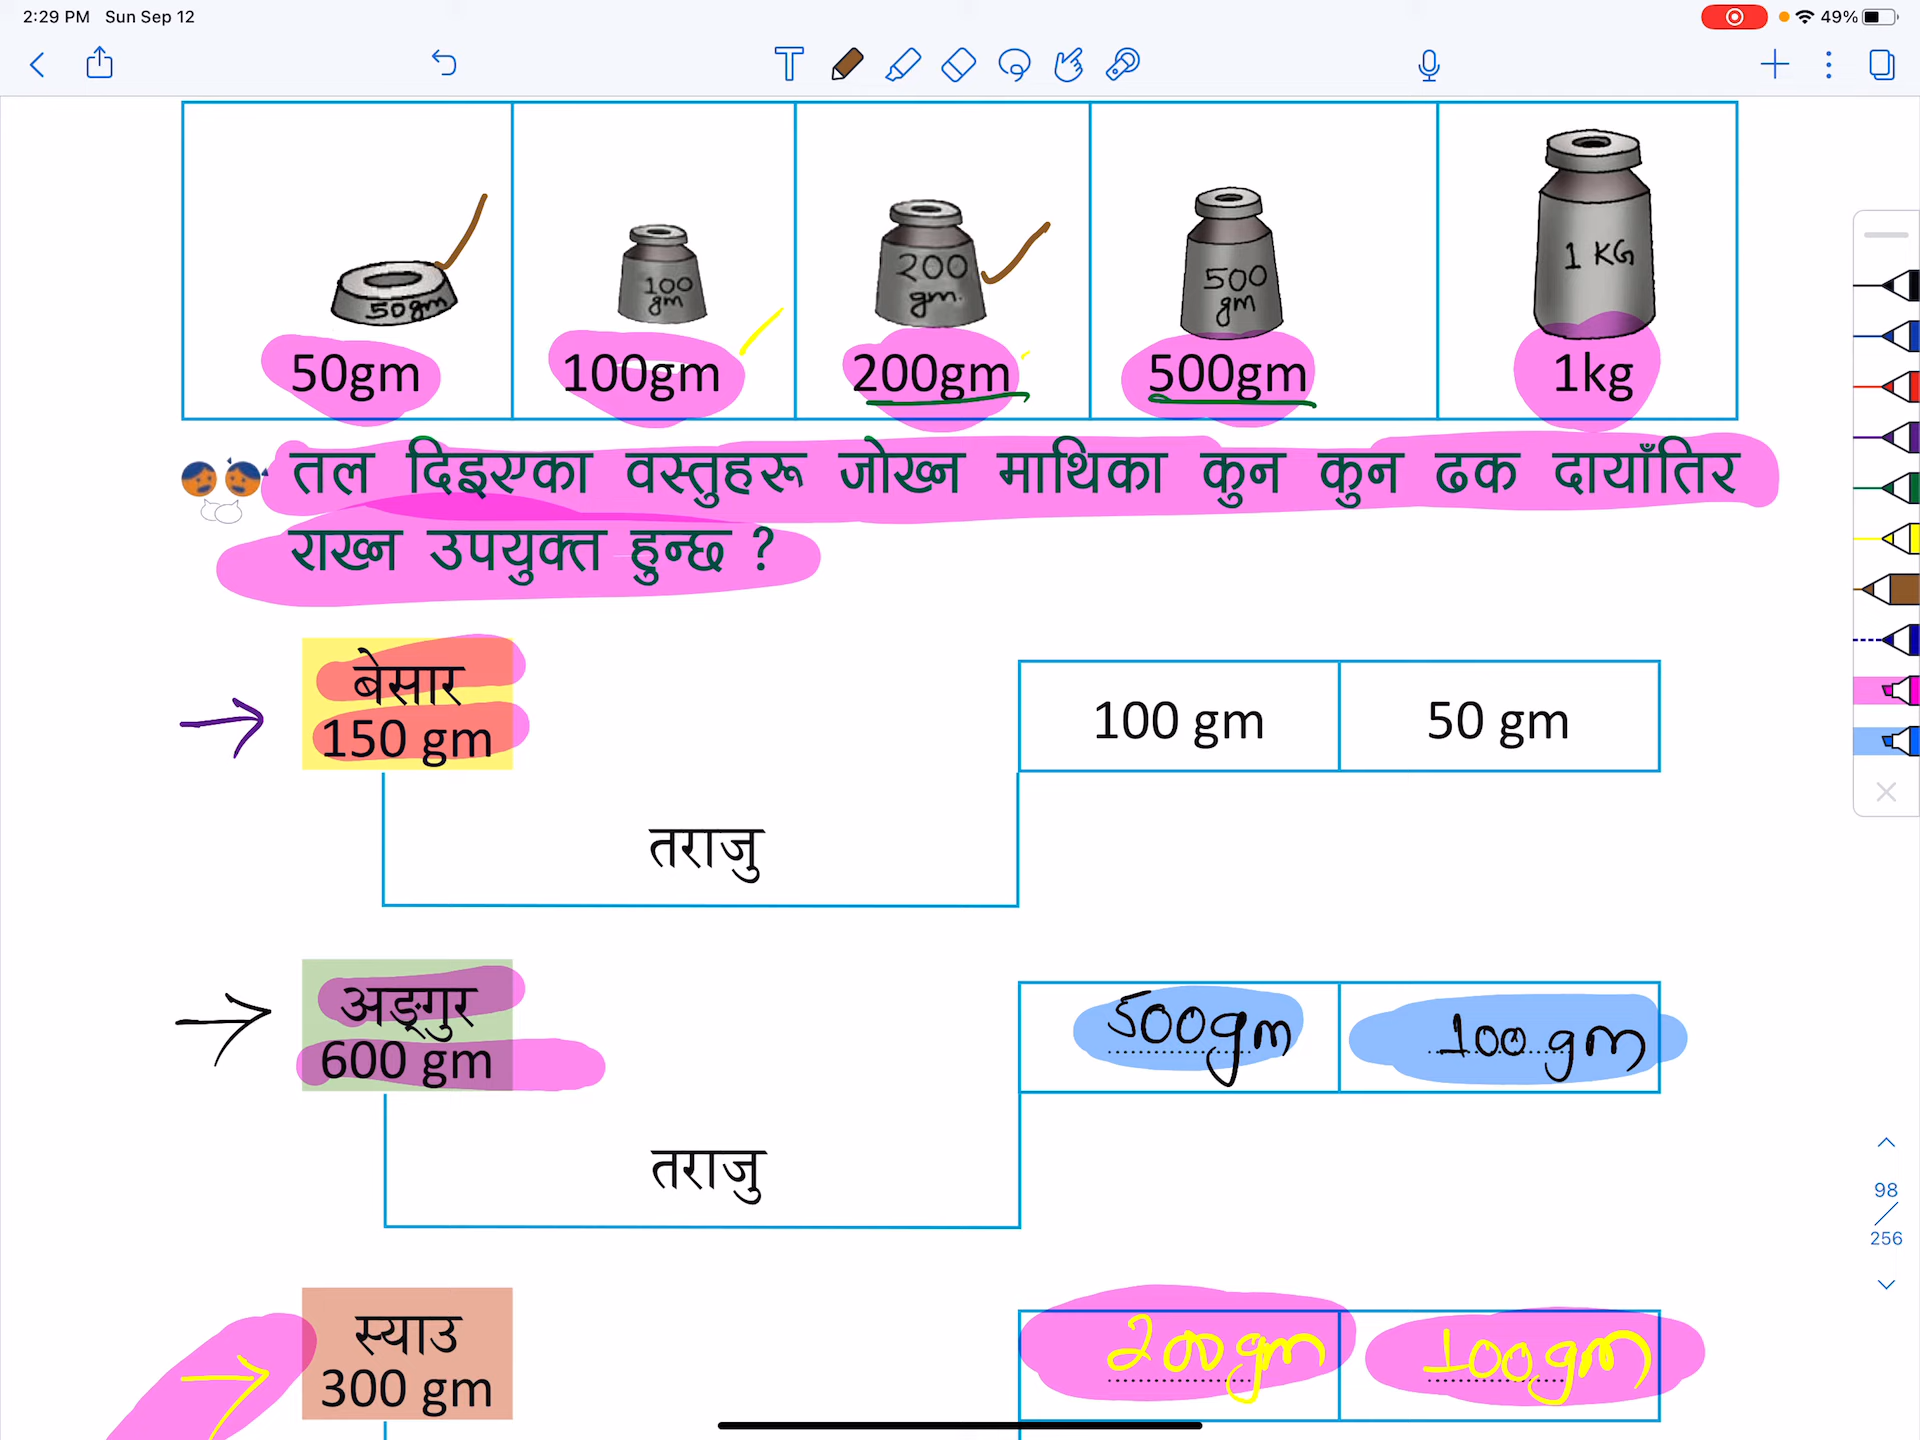 2:29 PM Sun Sep 12
49%
50gm
100 gm
200 gm.
500 gm
1 KG
50gm 100gm 200gm 500gm 1kg
तल दिइएका वस्तुहरू जोख्न माथिका कुन कुन ढक दायाँतिर
राख्न उपयुक्त हुन्छ ?
बेसार
150 gm
100 gm 50 gm
तराजु
अङ्गुर
600 gm
500gm 100 gm
तराजु
98
256
स्याउ
300 gm
200gm 100gm